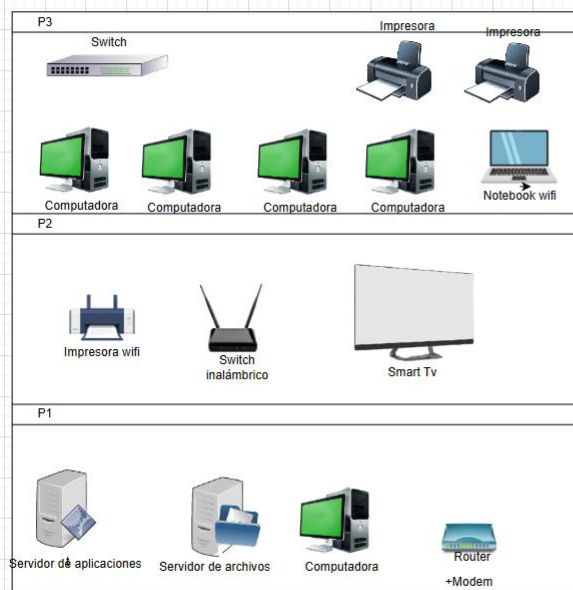 P3
Switch
Impresora
Impresora
Computadora
Computadora
Computadora
Computadora
Notebook wifi
P2
Impresora wifi
Switch
inalámbrico
Smart Tv
P1
Servidor de aplicaciones
Servidor de archivos
Computadora
Router
+Modem